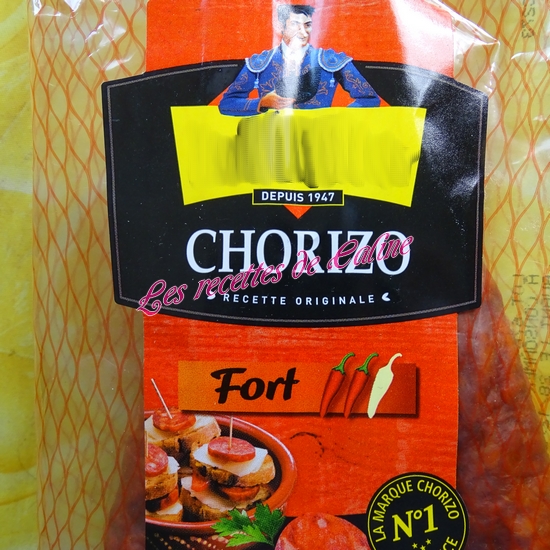 DEPUIS 1947
CHORIZO
Les recettes de Caline
RECETTE ORIGINALE
Fort
LA MARQUE CHORIZO
N°1